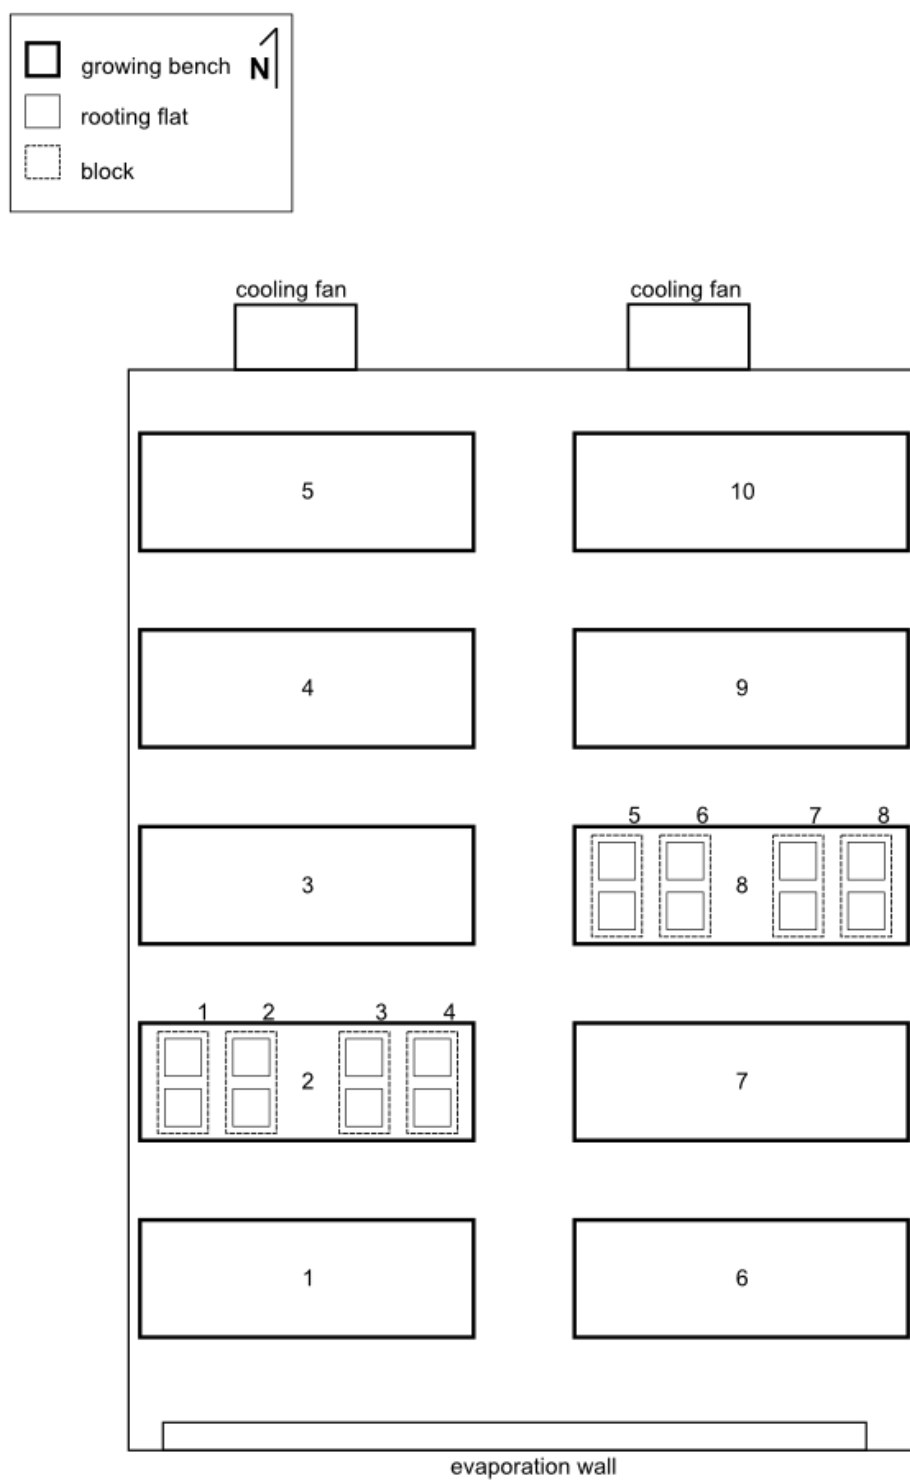 growing bench
N
rooting flat
block
cooling fan cooling fan
5 10
4 9
5 6 7 8
3 8
1 2 3 4
2 7
1 6
evaporation wall